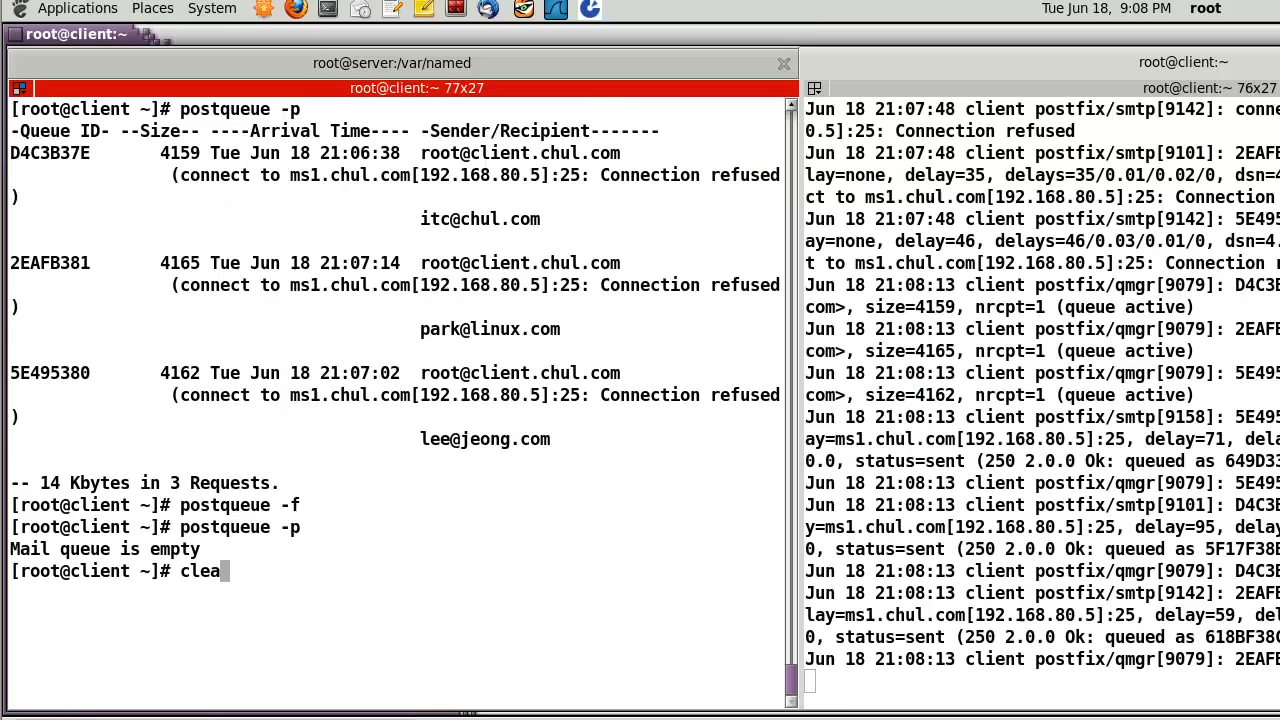 Applications Places System
Tue Jun 18, 9:08 PM root
root@client:~
root@server:/var/named
root@client:~
root@client:~ 77x27
root@client:~ 76x27
[root@client ~]# postqueue -p
-Queue ID- --Size-- ----Arrival Time---- -Sender/Recipient-------
D4C3B37E 4159 Tue Jun 18 21:06:38 root@client.chul.com
(connect to ms1.chul.com[192.168.80.5]:25: Connection refused
)
itc@chul.com
2EAFB381 4165 Tue Jun 18 21:07:14 root@client.chul.com
(connect to ms1.chul.com[192.168.80.5]:25: Connection refused
)
park@linux.com
5E495380 4162 Tue Jun 18 21:07:02 root@client.chul.com
(connect to ms1.chul.com[192.168.80.5]:25: Connection refused
)
lee@jeong.com
-- 14 Kbytes in 3 Requests.
[root@client ~]# postqueue -f
[root@client ~]# postqueue -p
Mail queue is empty
[root@client ~]# clea
Jun 18 21:07:48 client postfix/smtp[9142]: conne
0.5]:25: Connection refused
Jun 18 21:07:48 client postfix/smtp[9101]: 2EAFB
lay=none, delay=35, delays=35/0.01/0.02/0, dsn=4
ct to ms1.chul.com[192.168.80.5]:25: Connection
Jun 18 21:07:48 client postfix/smtp[9142]: 5E495
ay=none, delay=46, delays=46/0.03/0.01/0, dsn=4.
t to ms1.chul.com[192.168.80.5]:25: Connection r
Jun 18 21:08:13 client postfix/qmgr[9079]: D4C3B
com>, size=4159, nrcpt=1 (queue active)
Jun 18 21:08:13 client postfix/qmgr[9079]: 2EAFB
com>, size=4165, nrcpt=1 (queue active)
Jun 18 21:08:13 client postfix/qmgr[9079]: 5E495
com>, size=4162, nrcpt=1 (queue active)
Jun 18 21:08:13 client postfix/smtp[9158]: 5E495
ay=ms1.chul.com[192.168.80.5]:25, delay=71, dela
0.0, status=sent (250 2.0.0 Ok: queued as 649D33
Jun 18 21:08:13 client postfix/qmgr[9079]: 5E495
Jun 18 21:08:13 client postfix/smtp[9101]: D4C3B
y=ms1.chul.com[192.168.80.5]:25, delay=95, delay
0, status=sent (250 2.0.0 Ok: queued as 5F17F38B
Jun 18 21:08:13 client postfix/qmgr[9079]: D4C3B
Jun 18 21:08:13 client postfix/smtp[9142]: 2EAFB
lay=ms1.chul.com[192.168.80.5]:25, delay=59, del
0, status=sent (250 2.0.0 Ok: queued as 618BF38C
Jun 18 21:08:13 client postfix/qmgr[9079]: 2EAFB